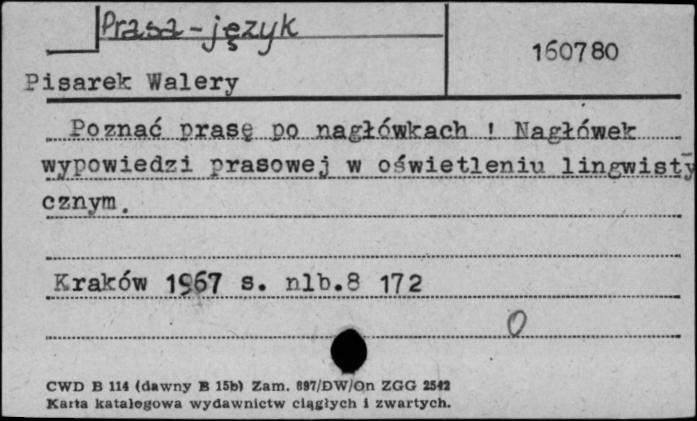 Prasa - język
160780
Pisarek Walery
Poznać prasę po nagłówkach ! Nagłówek
wypowiedzi prasowej w oświetleniu lingwisty
cznym.
Kraków 1967 s. nlb.8 172
0
CWD B 114 (dawny B 15b) Zam. 897/DW/On ZGG 2542
Karta katalogowa wydawnictw ciągłych i zwartych.